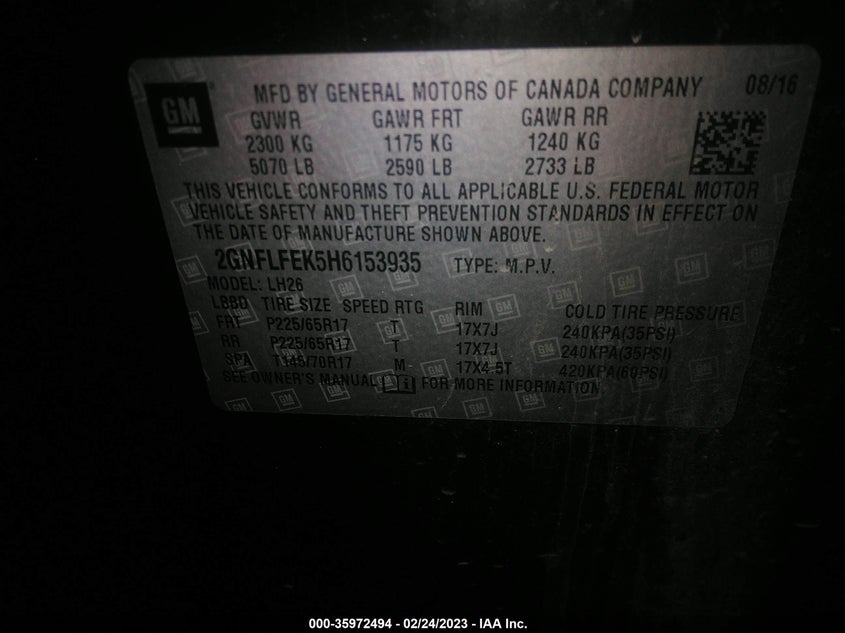 GM
MFD BY GENERAL MOTORS OF CANADA COMPANY 08/16
GVWR GAWR FRT GAWR RR
2300 KG 1175 KG 1240 KG
5070 LB 2590 LB 2733 LB
THIS VEHICLE CONFORMS TO ALL APPLICABLE U.S. FEDERAL MOTOR
VEHICLE SAFETY AND THEFT PREVENTION STANDARDS IN EFFECT ON
THE DATE OF MANUFACTURE SHOWN ABOVE.
2GNFLFEK5H6153935 TYPE: M.P.V.
MODEL: LH26
L8BD TIRE SIZE SPEED RTG RIM COLD TIRE PRESSURE
FRT P225/65R17 T 17X7J 240KPA(35PSI)
RR P225/65R17 T 17X7J 240KPA(35PSI)
SPA T145/70R17 M 17X4.5T 420KPA(60PSI)
SEE OWNER'S MANUAL FOR MORE INFORMATION
000-35972494 - 02/24/2023 - IAA Inc.